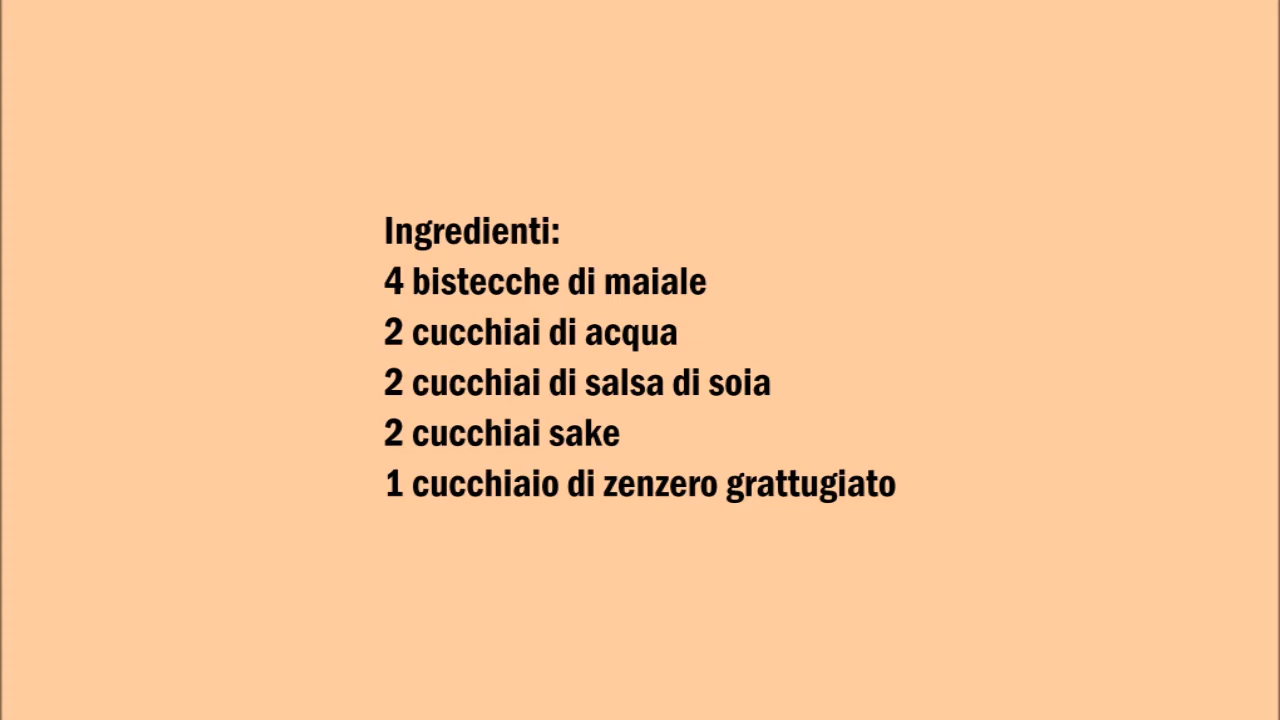 Ingredienti:
4 bistecche di maiale
2 cucchiai di acqua
2 cucchiai di salsa di soia
2 cucchiai sake
1 cucchiaio di zenzero grattugiato